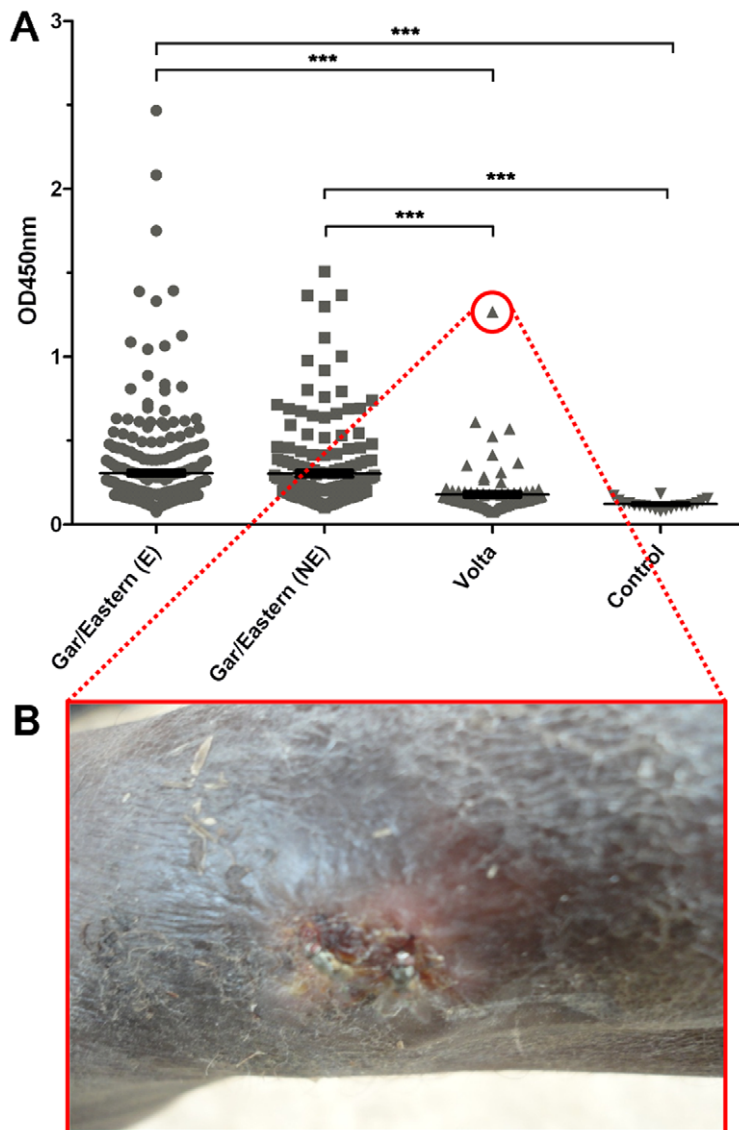 A
3
***
***
2
***
***
OD450nm
1
0
Gar/Eastern (E)
Gar/Eastern (NE)
Volta
Control
B